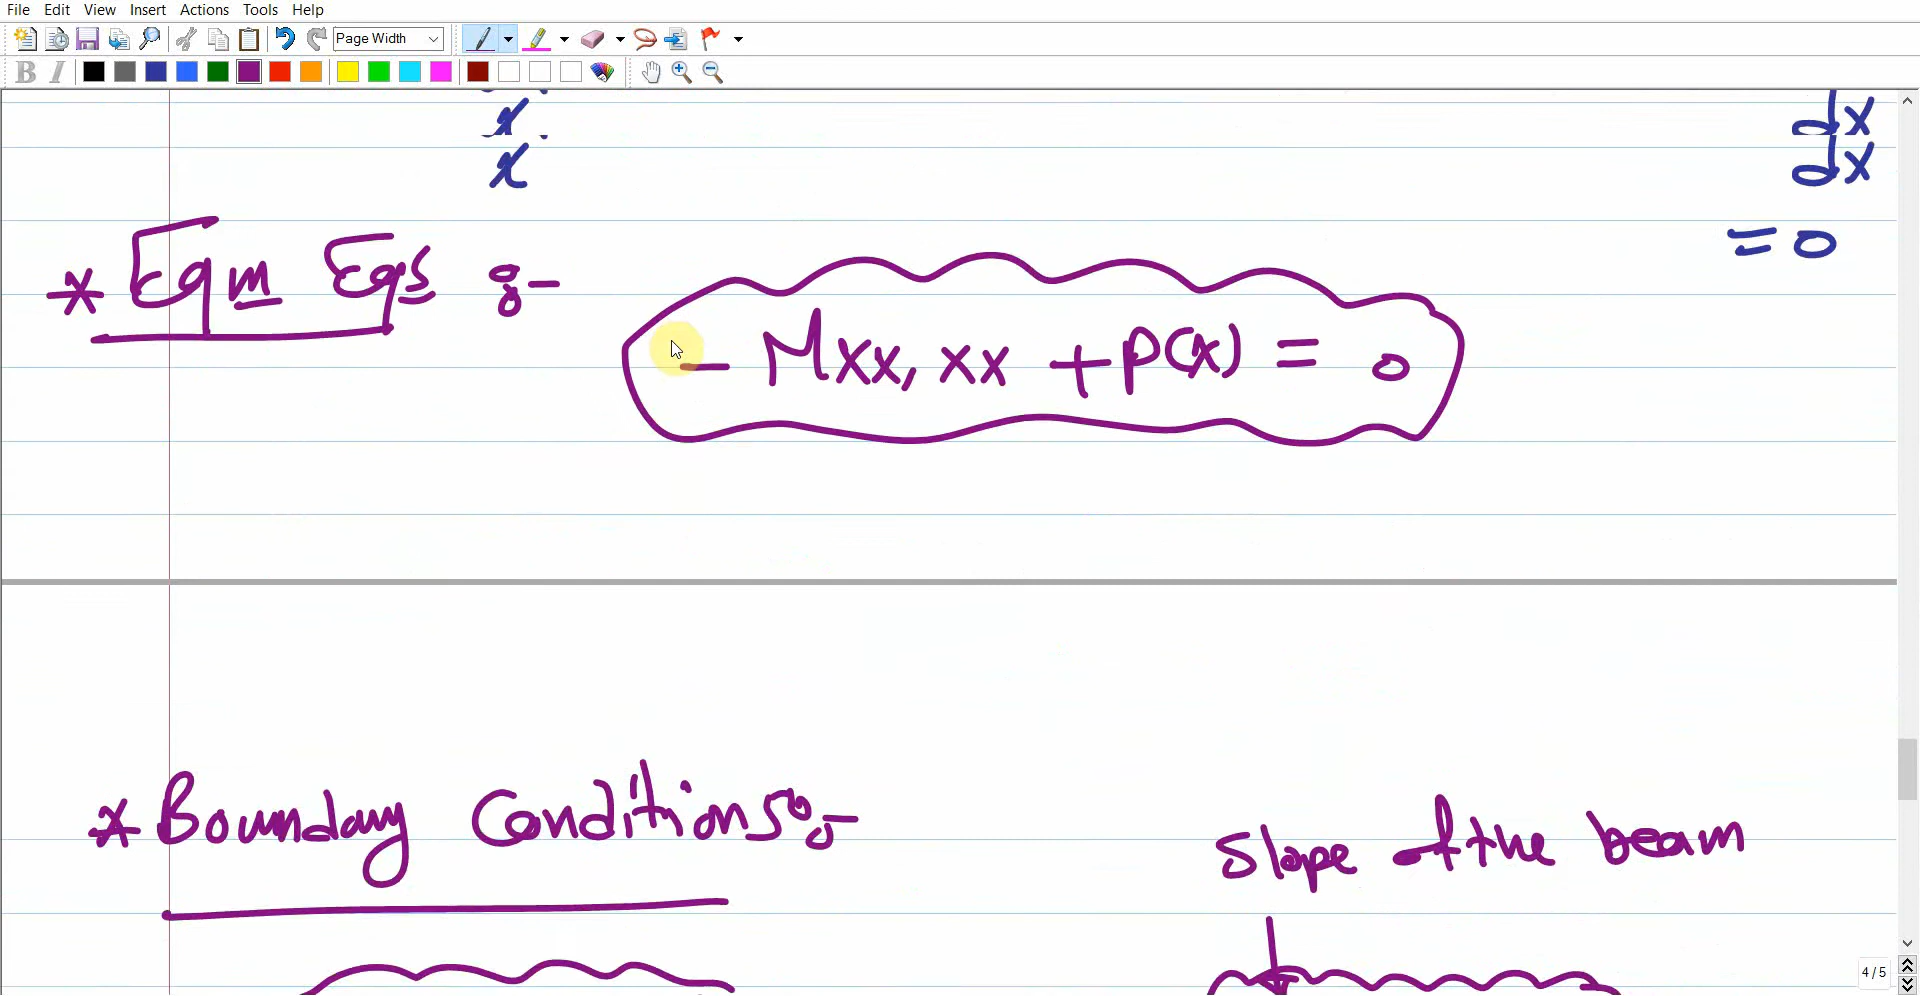 File Edit View Insert Actions Tools Help
Page Width
B I
x
dx
x
dx
= 0
* Eqm Eqs :-
- Mxx, xx + P(x) = 0
* Boundary Conditions :-
Slope of the beam
4 / 5